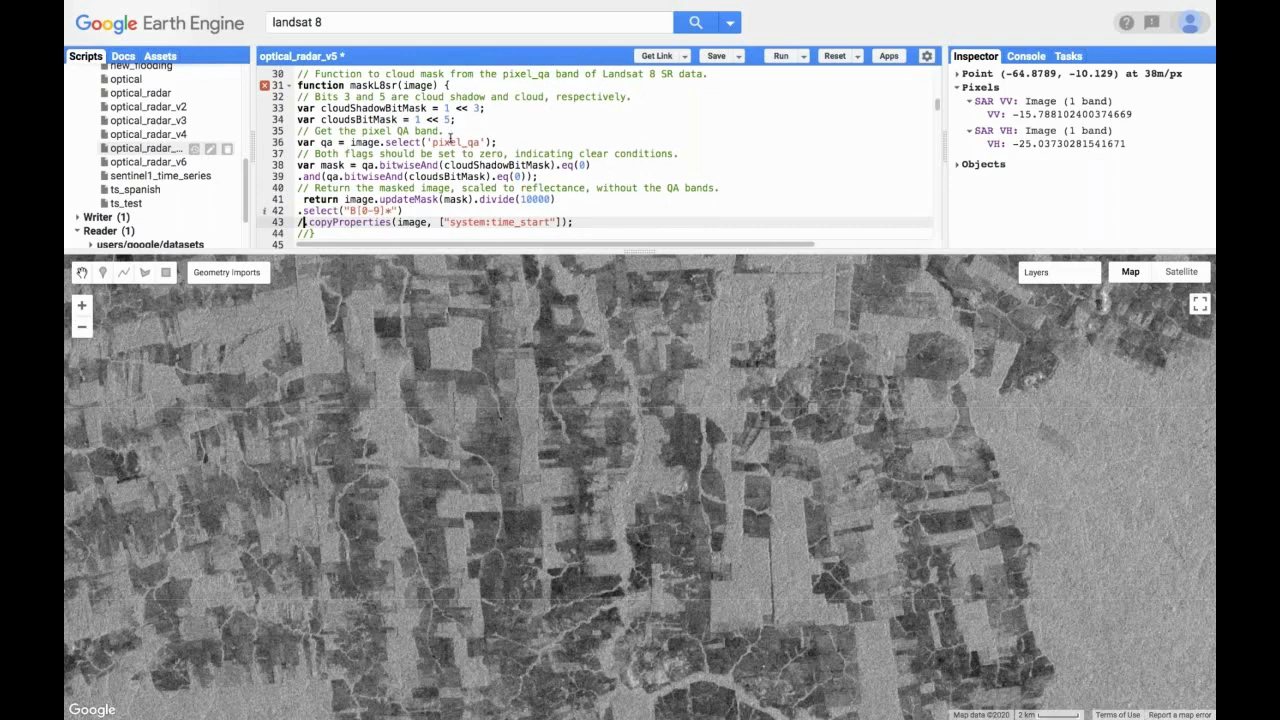 Google Earth Engine
landsat 8
Scripts Docs Assets
new_flooding
optical
optical_radar
optical_radar_v2
optical_radar_v3
optical_radar_v4
optical_radar_...
optical_radar_v6
sentinel1_time_series
ts_spanish
ts_test
Writer (1)
Reader (1)
users/google/datasets
optical_radar_v5 *
Get Link Save Run Reset Apps
30 // Function to cloud mask from the pixel_qa band of Landsat 8 SR data.
31 function maskL8sr(image) {
32 // Bits 3 and 5 are cloud shadow and cloud, respectively.
33 var cloudShadowBitMask = 1 << 3;
34 var cloudsBitMask = 1 << 5;
35 // Get the pixel QA band.
36 var qa = image.select('pixel_qa');
37 // Both flags should be set to zero, indicating clear conditions.
38 var mask = qa.bitwiseAnd(cloudShadowBitMask).eq(0)
39 .and(qa.bitwiseAnd(cloudsBitMask).eq(0));
40 // Return the masked image, scaled to reflectance, without the QA bands.
41 return image.updateMask(mask).divide(10000)
42 .select("B[0-9]*")
43 /.copyProperties(image, ["system:time_start"]);
44 //}
45
Inspector Console Tasks
Point (-64.8789, -10.129) at 38m/px
Pixels
SAR VV: Image (1 band)
VV: -15.788102400374669
SAR VH: Image (1 band)
VH: -25.03730281541671
Objects
Geometry Imports
Layers
Map Satellite
+
−
Google
Map data ©2020 2 km Terms of Use Report a map error